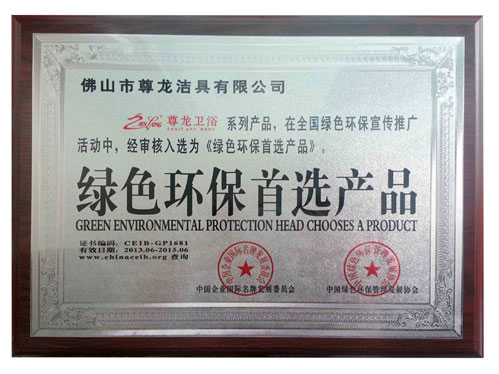 佛山市尊龙洁具有限公司
尊龙卫浴 系列产品，在全国绿色环保宣传推广
活动中，经审核入选为《绿色环保首选产品》。
绿色环保首选产品
GREEN ENVIRONMENTAL PROTECTION HEAD CHOOSES A PRODUCT
证书编码：CEIB-GP1681
有效日期：2013.06-2015.06
www.chinaceib.org 查询
中国企业国际名牌发展委员会
中国绿色环保管理发展协会